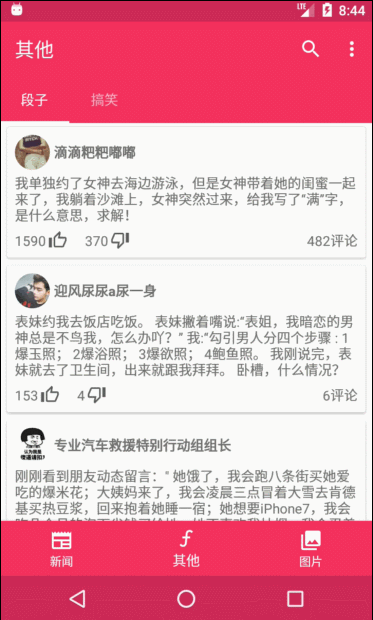 LTE 8:44
其他
段子 搞笑
滴滴粑粑嘟嘟
我单独约了女神去海边游泳，但是女神带着她的闺蜜一起
来了，我躺着沙滩上，女神突然过来，给我写了“满”字，
是什么意思，求解！
1590 370 482评论
迎风尿尿a尿一身
表妹约我去饭店吃饭。 表妹撇着嘴说:“表姐，我暗恋的男
神总是不鸟我，怎么办吖？” 我:“勾引男人分四个步骤：1
爆玉照； 2爆浴照； 3爆欲照； 4鲍鱼照。 我刚说完，表
妹就去了卫生间，出来就跟我拜拜。 卧槽，什么情况？
153 4 6评论
专业汽车救援特别行动组组长
刚刚看到朋友动态留言：" 她饿了，我会跑八条街买她爱
吃的爆米花；大姨妈来了，我会凌晨三点冒着大雪去肯德
基买热豆浆，回来抱着她睡一宿；她想要iPhone7，我会
新闻 其他 图片